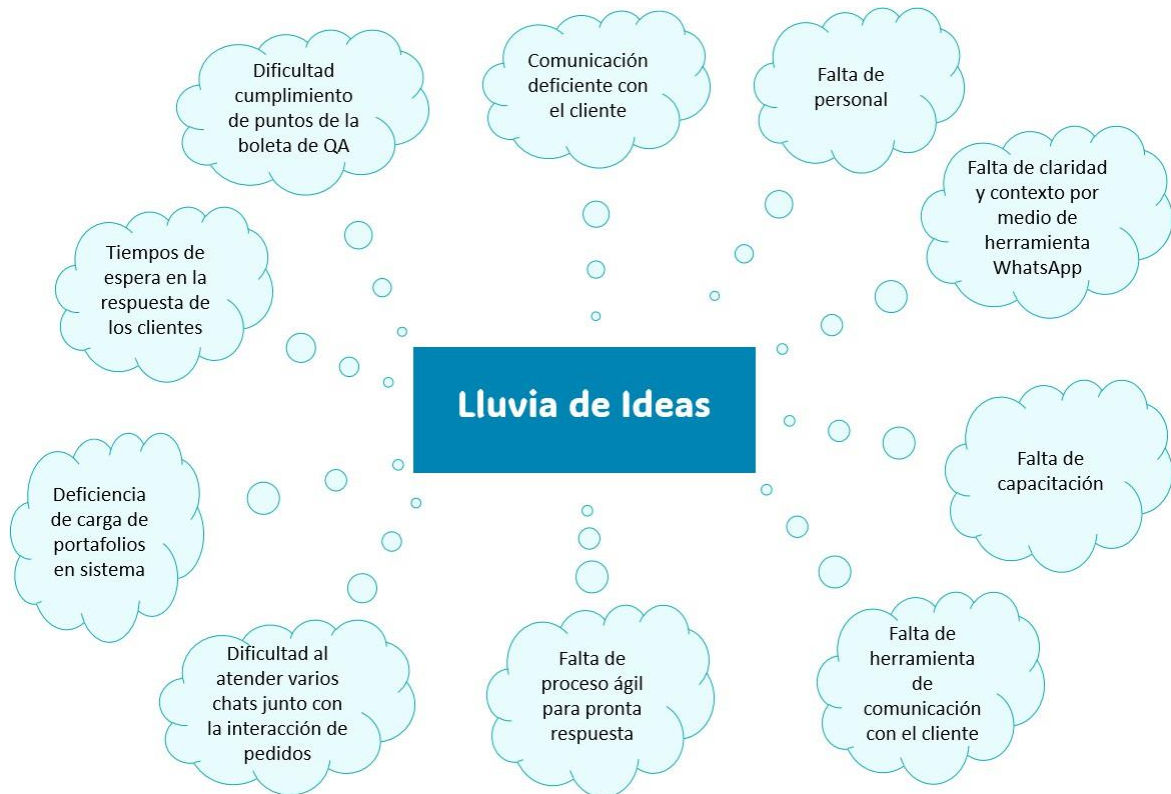 Dificultad
cumplimiento
de puntos de la
boleta de QA
Comunicación
deficiente con
el cliente
Falta de
personal
Falta de claridad
y contexto por
medio de
herramienta
WhatsApp
Tiempos de
espera en la
respuesta de
los clientes
Lluvia de Ideas
Falta de
capacitación
Deficiencia
de carga de
portafolios
en sistema
Dificultad al
atender varios
chats junto con
la interacción de
pedidos
Falta de
proceso ágil
para pronta
respuesta
Falta de
herramienta
de
comunicación
con el cliente